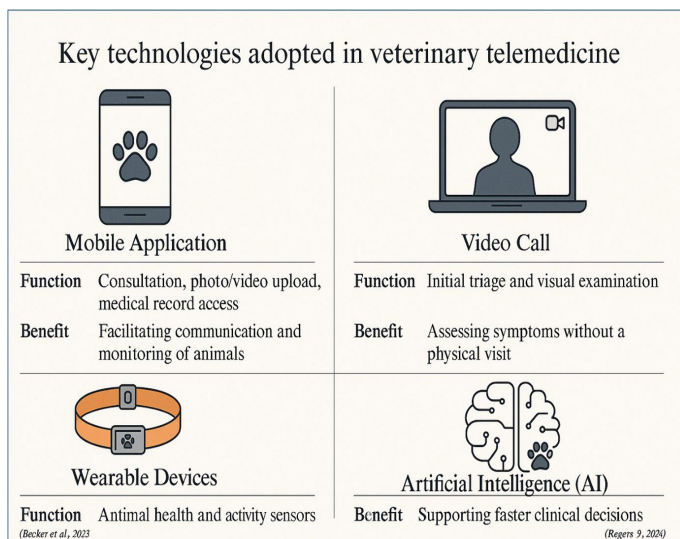 Key technologies adopted in veterinary telemedicine
Mobile Application
Function Consultation, photo/video upload,
medical record access
Benefit Facilitating communication and
monitoring of animals
Video Call
Function Initial triage and visual examination
Benefit Assessing symptoms without a
physical visit
Wearable Devices
Function Antimal health and activity sensors
(Becker et al, 2023
Artificial Intelligence (AI)
Benefit Supporting faster clinical decisions
(Regers 9, 2024)